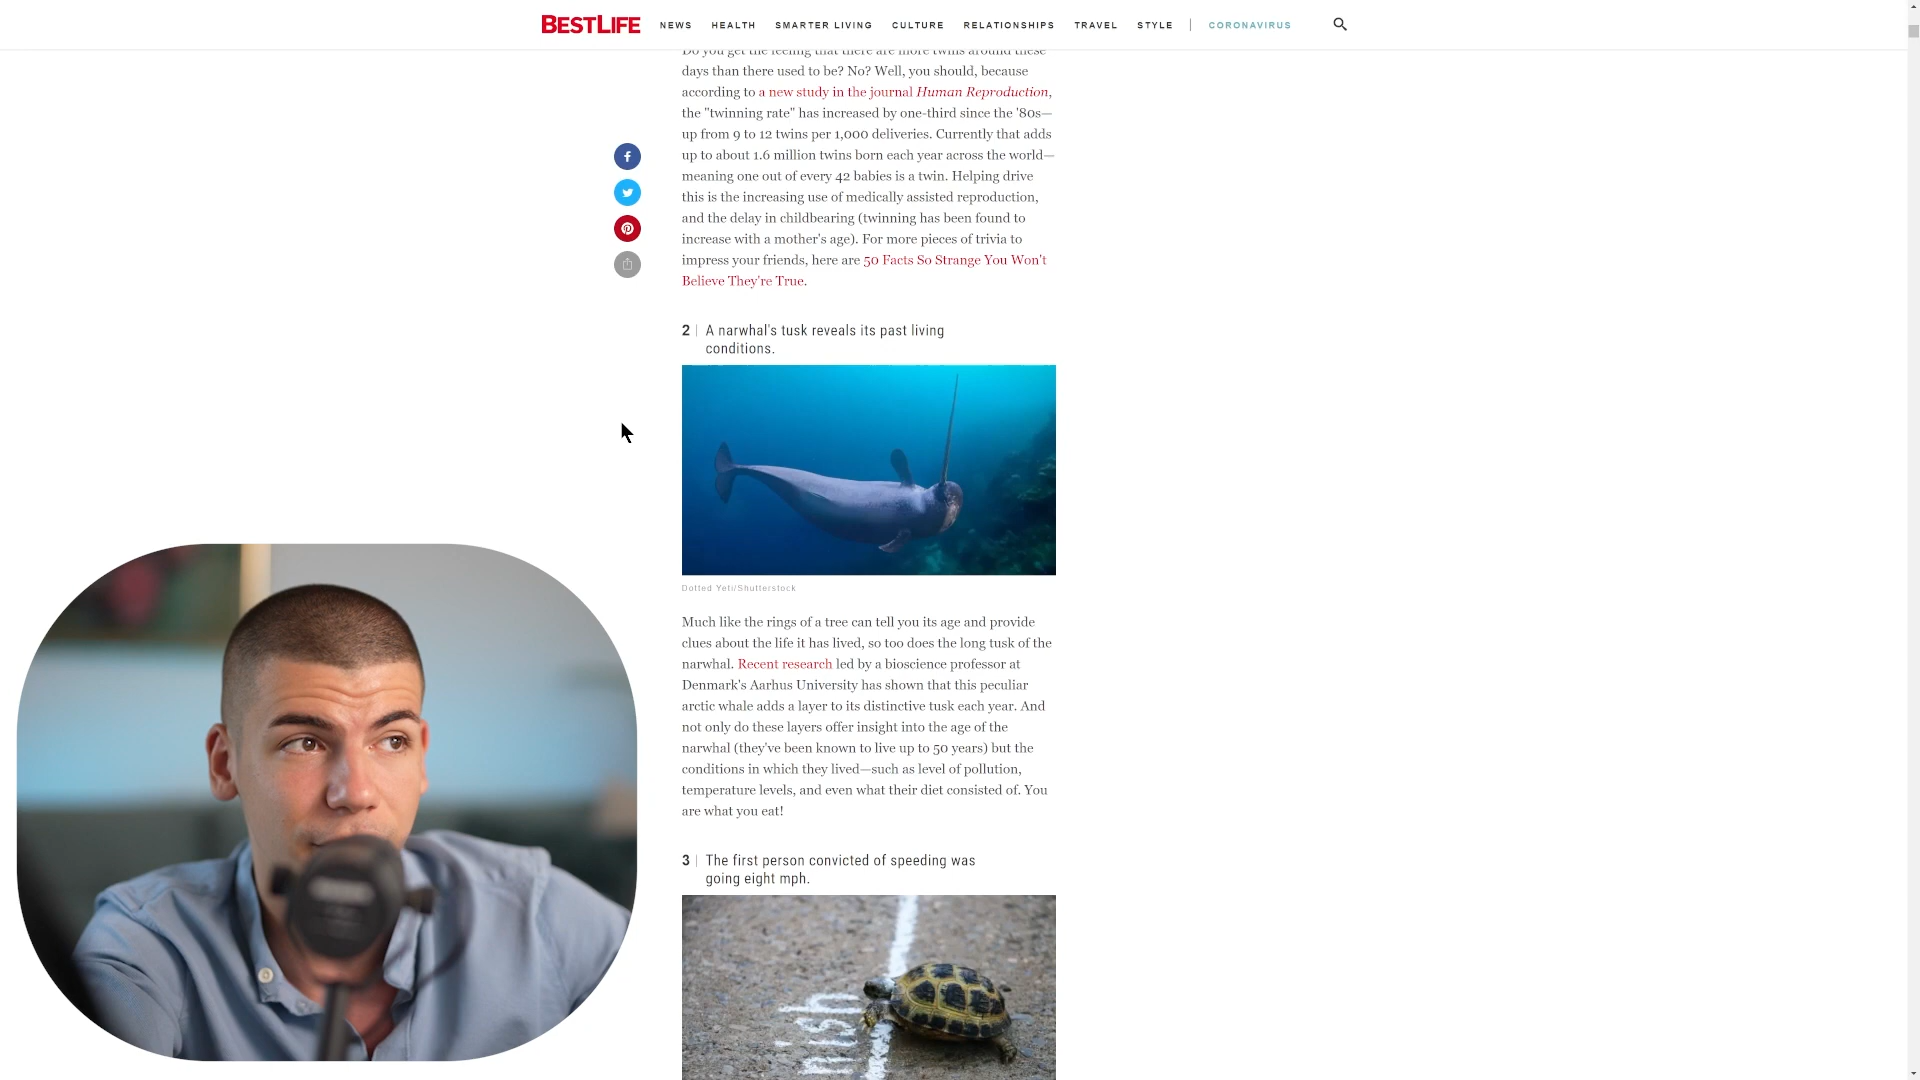 BESTLIFE
NEWS HEALTH SMARTER LIVING CULTURE RELATIONSHIPS TRAVEL STYLE | CORONAVIRUS
Do you get the feeling that there are more twins around these
days than there used to be? No? Well, you should, because
according to a new study in the journal Human Reproduction,
the "twinning rate" has increased by one-third since the '80s—
up from 9 to 12 twins per 1,000 deliveries. Currently that adds
up to about 1.6 million twins born each year across the world—
meaning one out of every 42 babies is a twin. Helping drive
this is the increasing use of medically assisted reproduction,
and the delay in childbearing (twinning has been found to
increase with a mother's age). For more pieces of trivia to
impress your friends, here are 50 Facts So Strange You Won't
Believe They're True.
2 | A narwhal's tusk reveals its past living
conditions.
Dotted Yeti/Shutterstock
Much like the rings of a tree can tell you its age and provide
clues about the life it has lived, so too does the long tusk of the
narwhal. Recent research led by a bioscience professor at
Denmark's Aarhus University has shown that this peculiar
arctic whale adds a layer to its distinctive tusk each year. And
not only do these layers offer insight into the age of the
narwhal (they've been known to live up to 50 years) but the
conditions in which they lived—such as level of pollution,
temperature levels, and even what their diet consisted of. You
are what you eat!
3 | The first person convicted of speeding was
going eight mph.